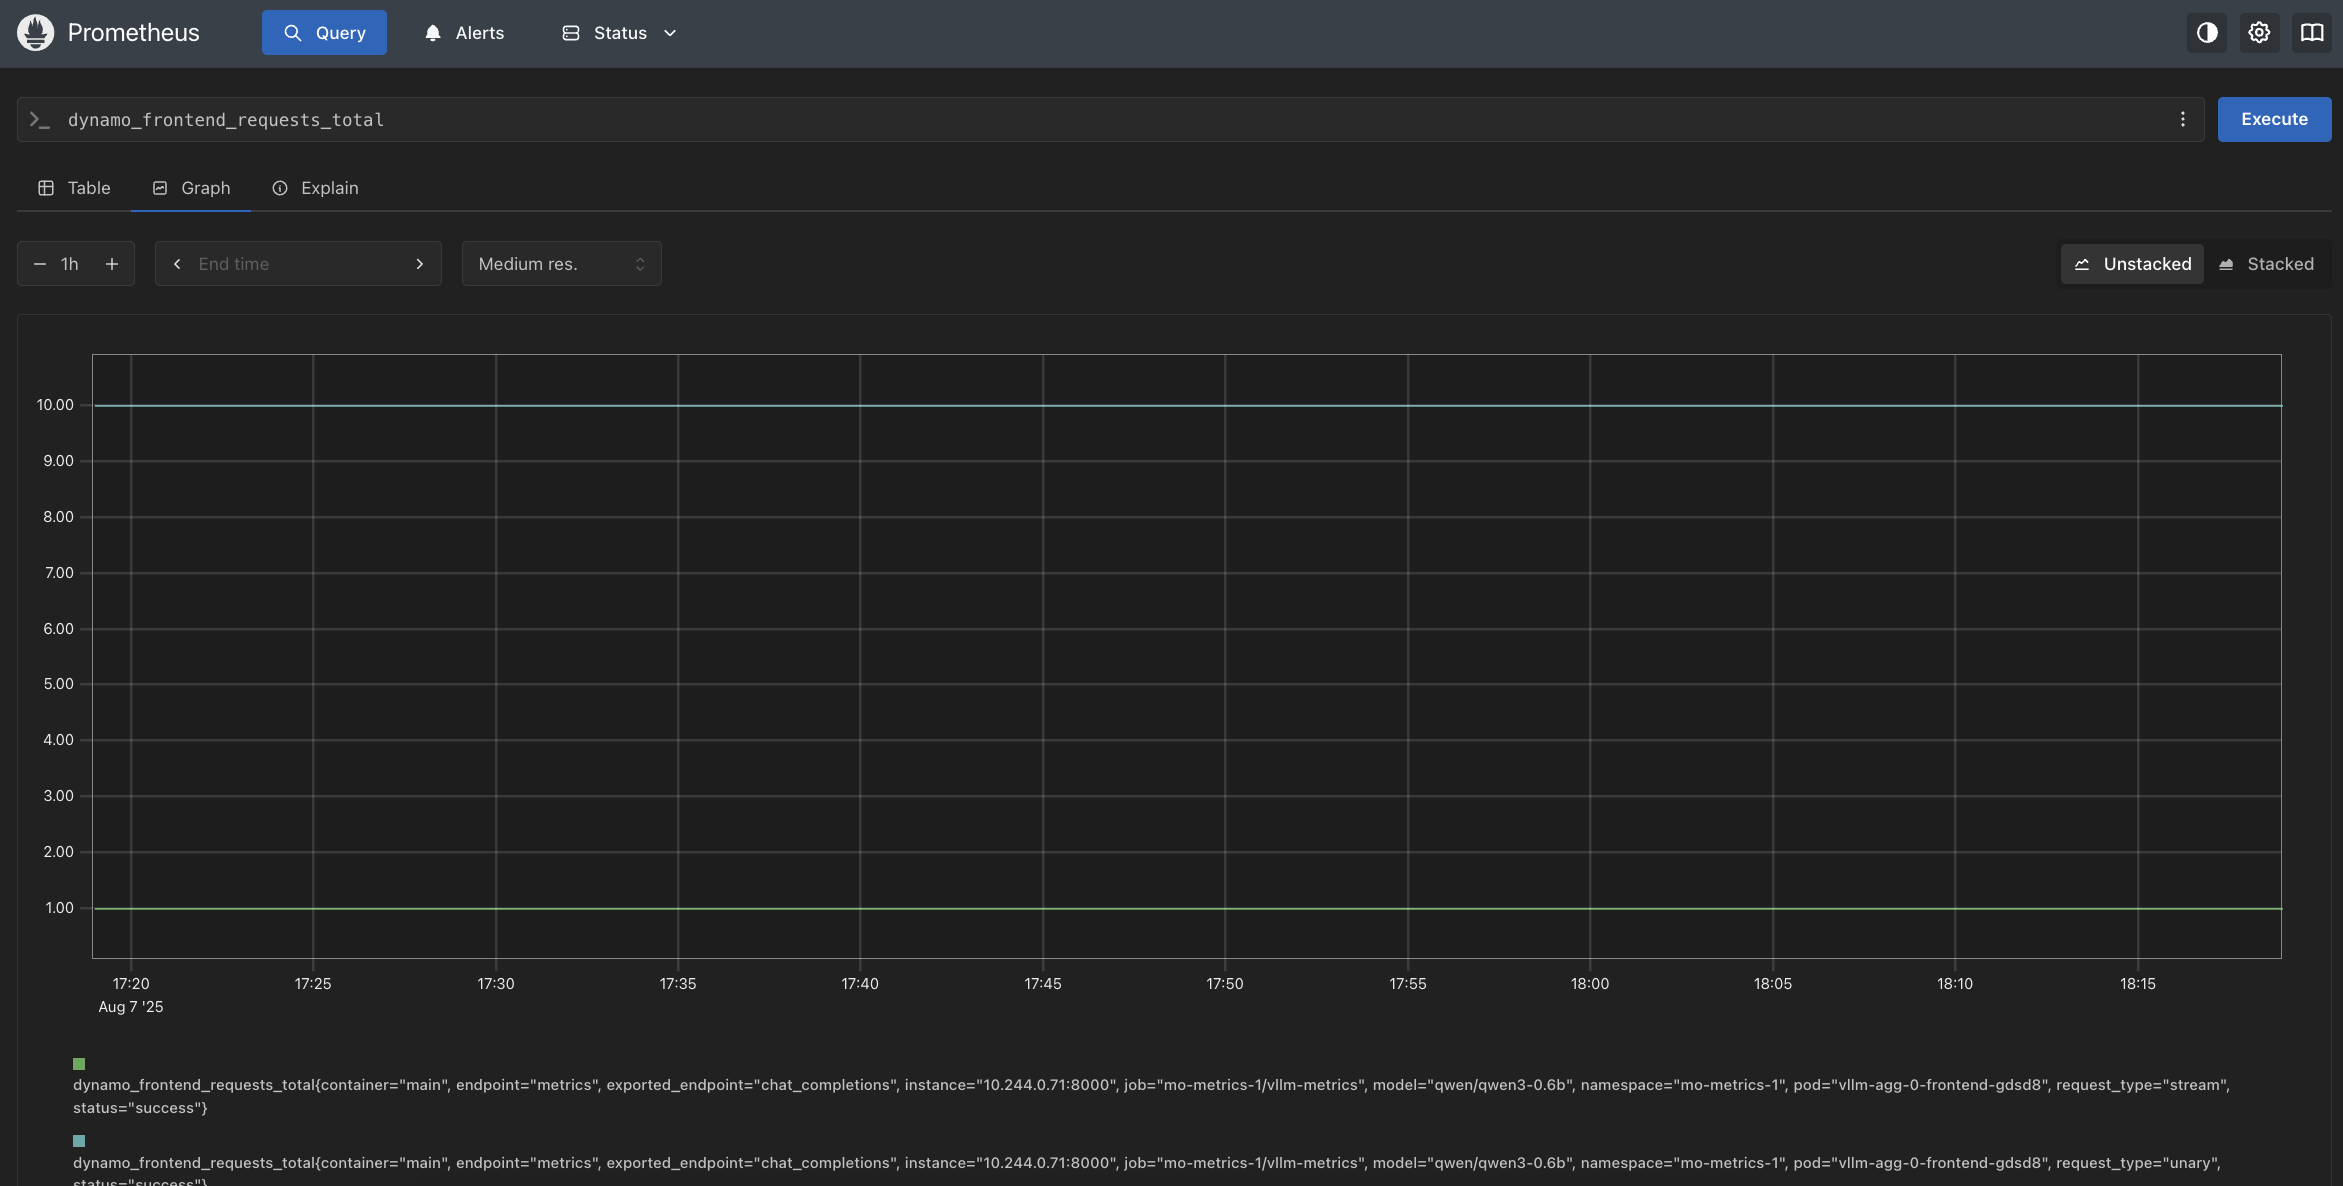 Prometheus
Query
Alerts
Status
dynamo_frontend_requests_total
Execute
Table
Graph
Explain
1h
End time
Medium res.
Unstacked
Stacked
10.00
9.00
8.00
7.00
6.00
5.00
4.00
3.00
2.00
1.00
17:20
17:25
17:30
17:35
17:40
17:45
17:50
17:55
18:00
18:05
18:10
18:15
Aug 7 '25
dynamo_frontend_requests_total{container="main", endpoint="metrics", exported_endpoint="chat_completions", instance="10.244.0.71:8000", job="mo-metrics-1/vllm-metrics", model="qwen/qwen3-0.6b", namespace="mo-metrics-1", pod="vllm-agg-0-frontend-gdsd8", request_type="stream",
status="success"}
dynamo_frontend_requests_total{container="main", endpoint="metrics", exported_endpoint="chat_completions", instance="10.244.0.71:8000", job="mo-metrics-1/vllm-metrics", model="qwen/qwen3-0.6b", namespace="mo-metrics-1", pod="vllm-agg-0-frontend-gdsd8", request_type="unary",
status="success"}